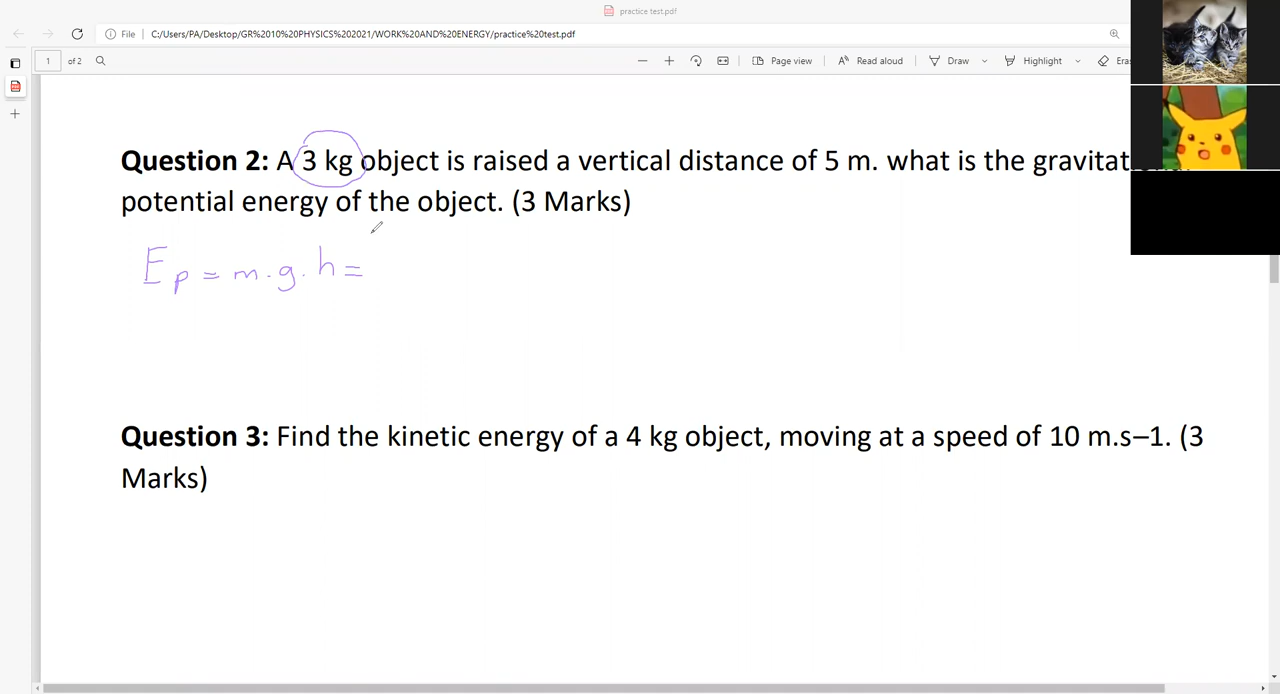 practice test.pdf
File C:/Users/PA/Desktop/GR%2010%20PHYSICS%202021/WORK%20AND%20ENERGY/practice%20test.pdf
1 of 2 Page view A Read aloud Draw Highlight Eras
Question 2: A 3 kg object is raised a vertical distance of 5 m. what is the gravitational
potential energy of the object. (3 Marks)
Ep = m.g.h =
Question 3: Find the kinetic energy of a 4 kg object, moving at a speed of 10 m.s–1. (3
Marks)